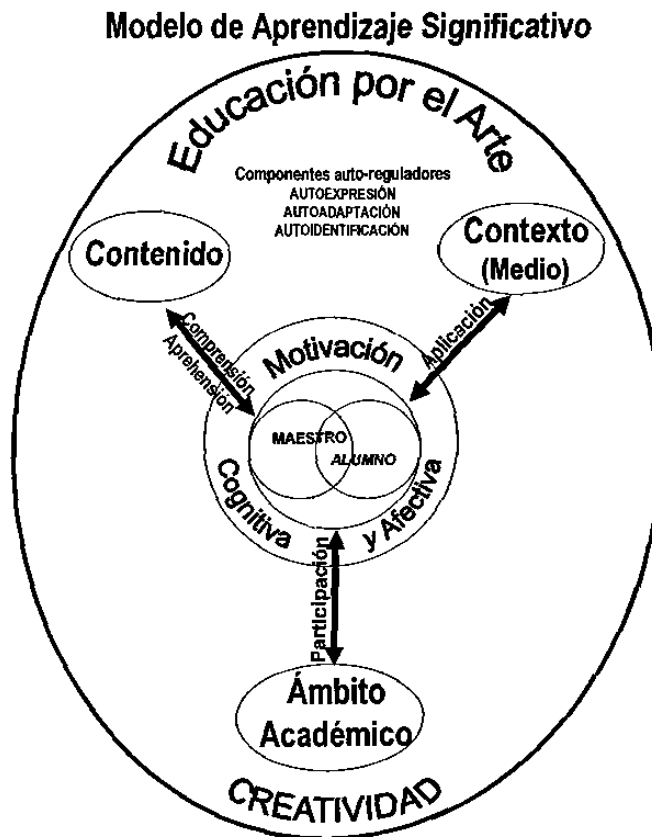 Modelo de Aprendizaje Significativo
Educación por el Arte
Componentes auto-reguladores
AUTOEXPRESIÓN
AUTOADAPTACIÓN
AUTOIDENTIFICACIÓN
Contenido
Contexto
(Medio)
Comprensión
Aprehensión
Aplicación
Motivación
Cognitiva
y Afectiva
MAESTRO
ALUMNO
Participación
Ámbito
Académico
CREATIVIDAD